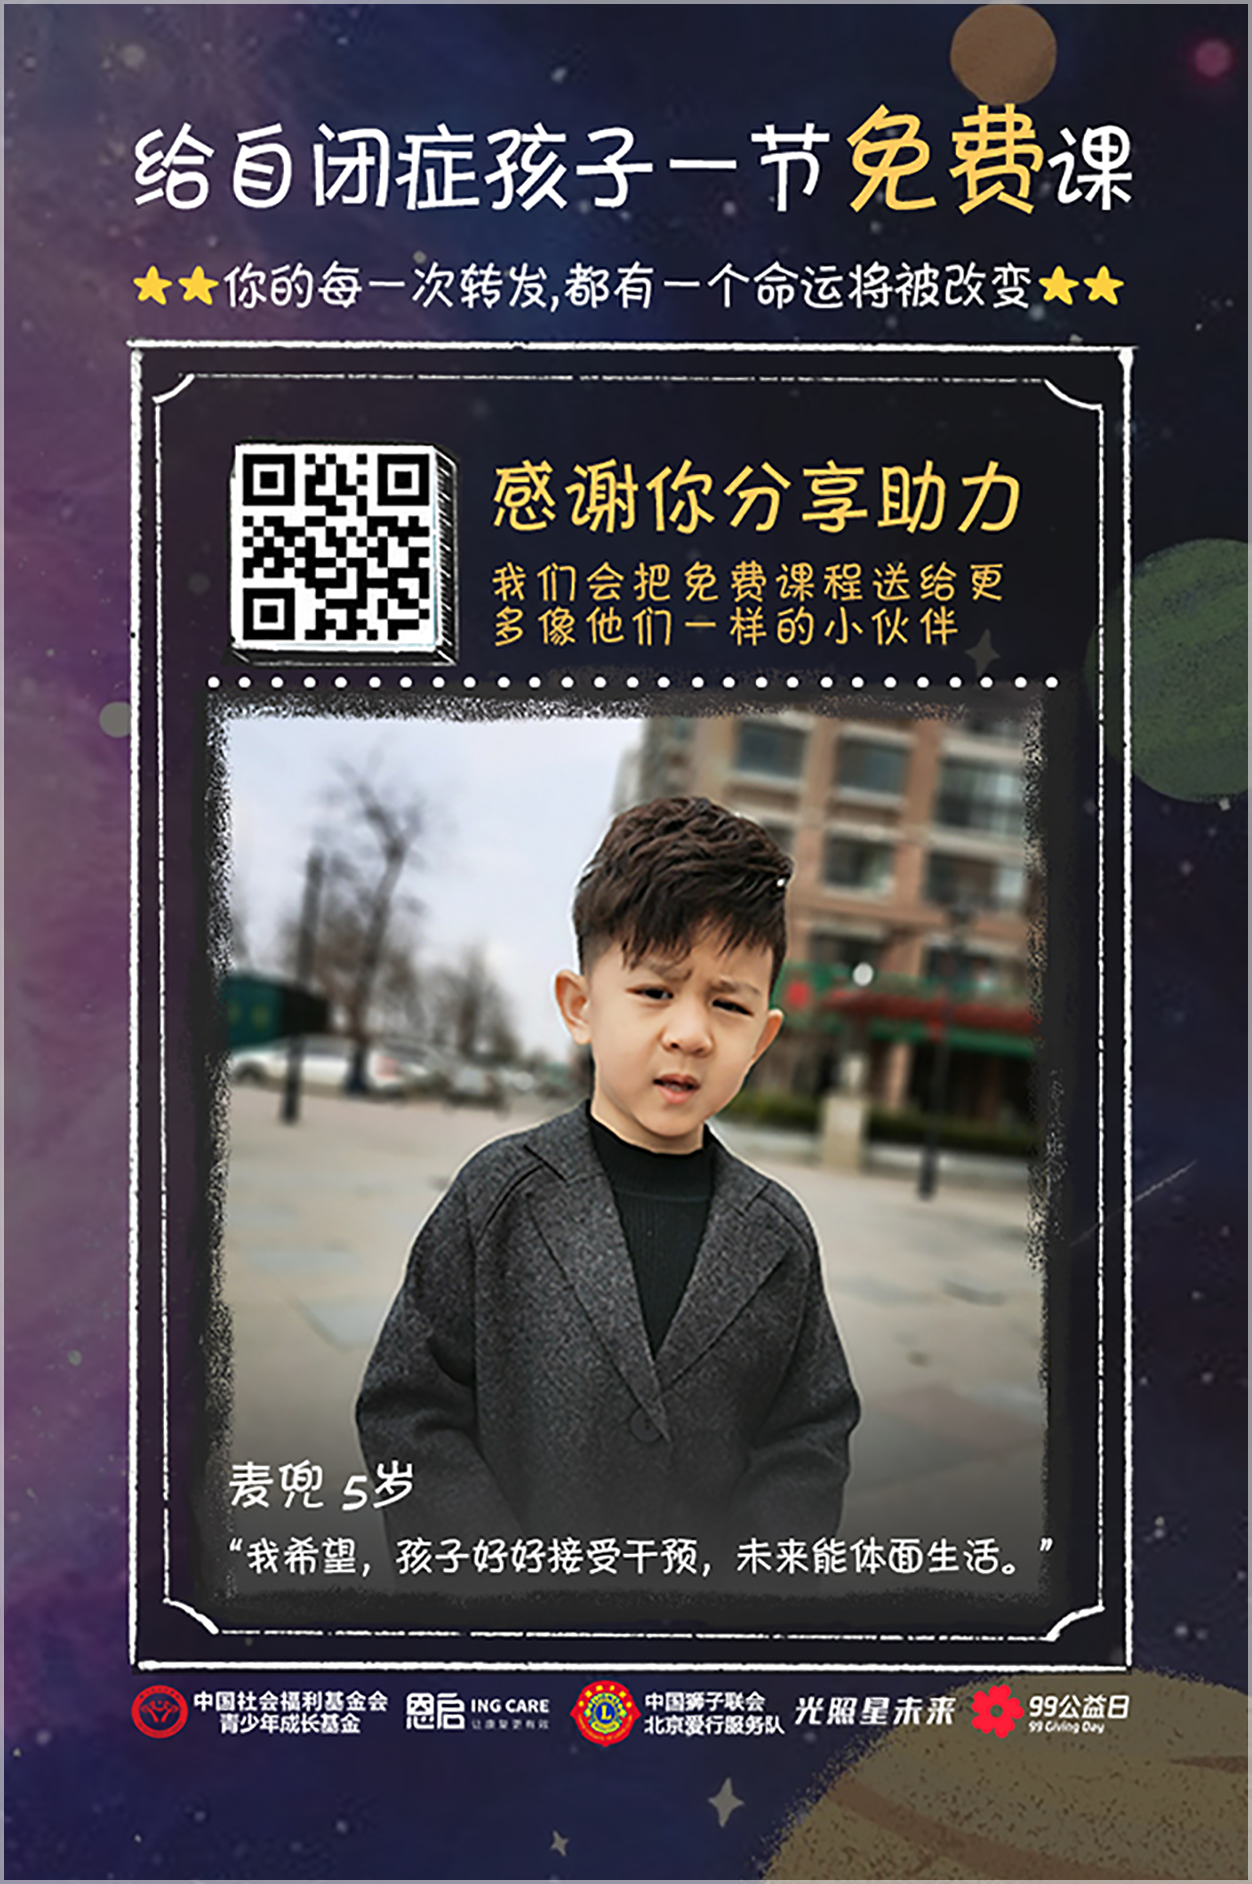 给自闭症孩子一节免费课
你的每一次转发,都有一个命运将被改变
感谢你分享助力
我们会把免费课程送给更
多像他们一样的小伙伴
麦兜 5岁
“我希望，孩子好好接受干预，未来能体面生活。”
中国社会福利基金会
青少年成长基金
恩启 ING CARE
让康复更有效
中国狮子联会
北京爱行服务队
光照星未来
99公益日
99 Giving Day